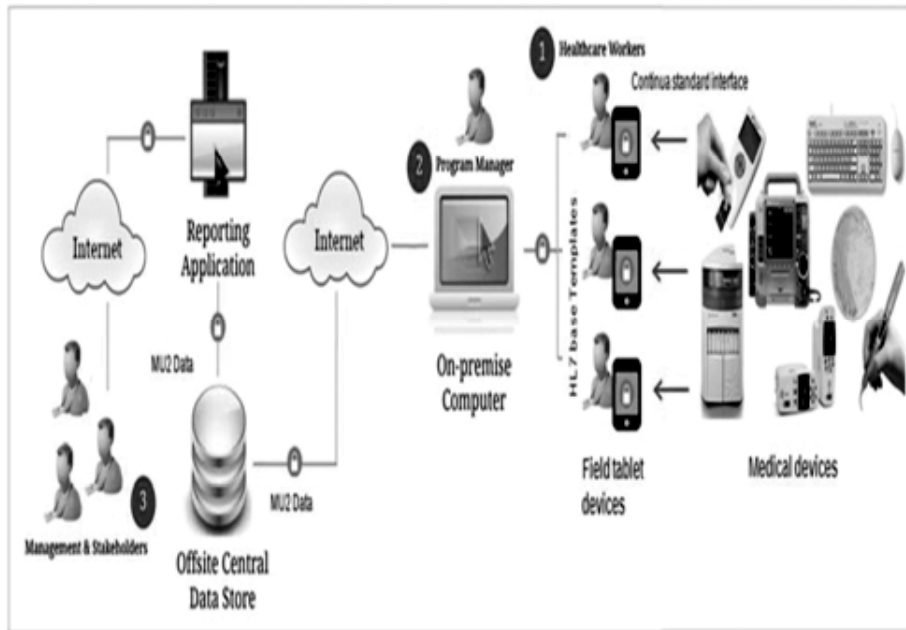 1
Healthcare Workers
Continua standard interface
2
Program Manager
Internet
Reporting
Application
Internet
HL7 base Templates
MU2 Data
On-premise
Computer
MU2 Data
3
Management & Stakeholders
Offsite Central
Data Store
Field tablet
devices
Medical devices